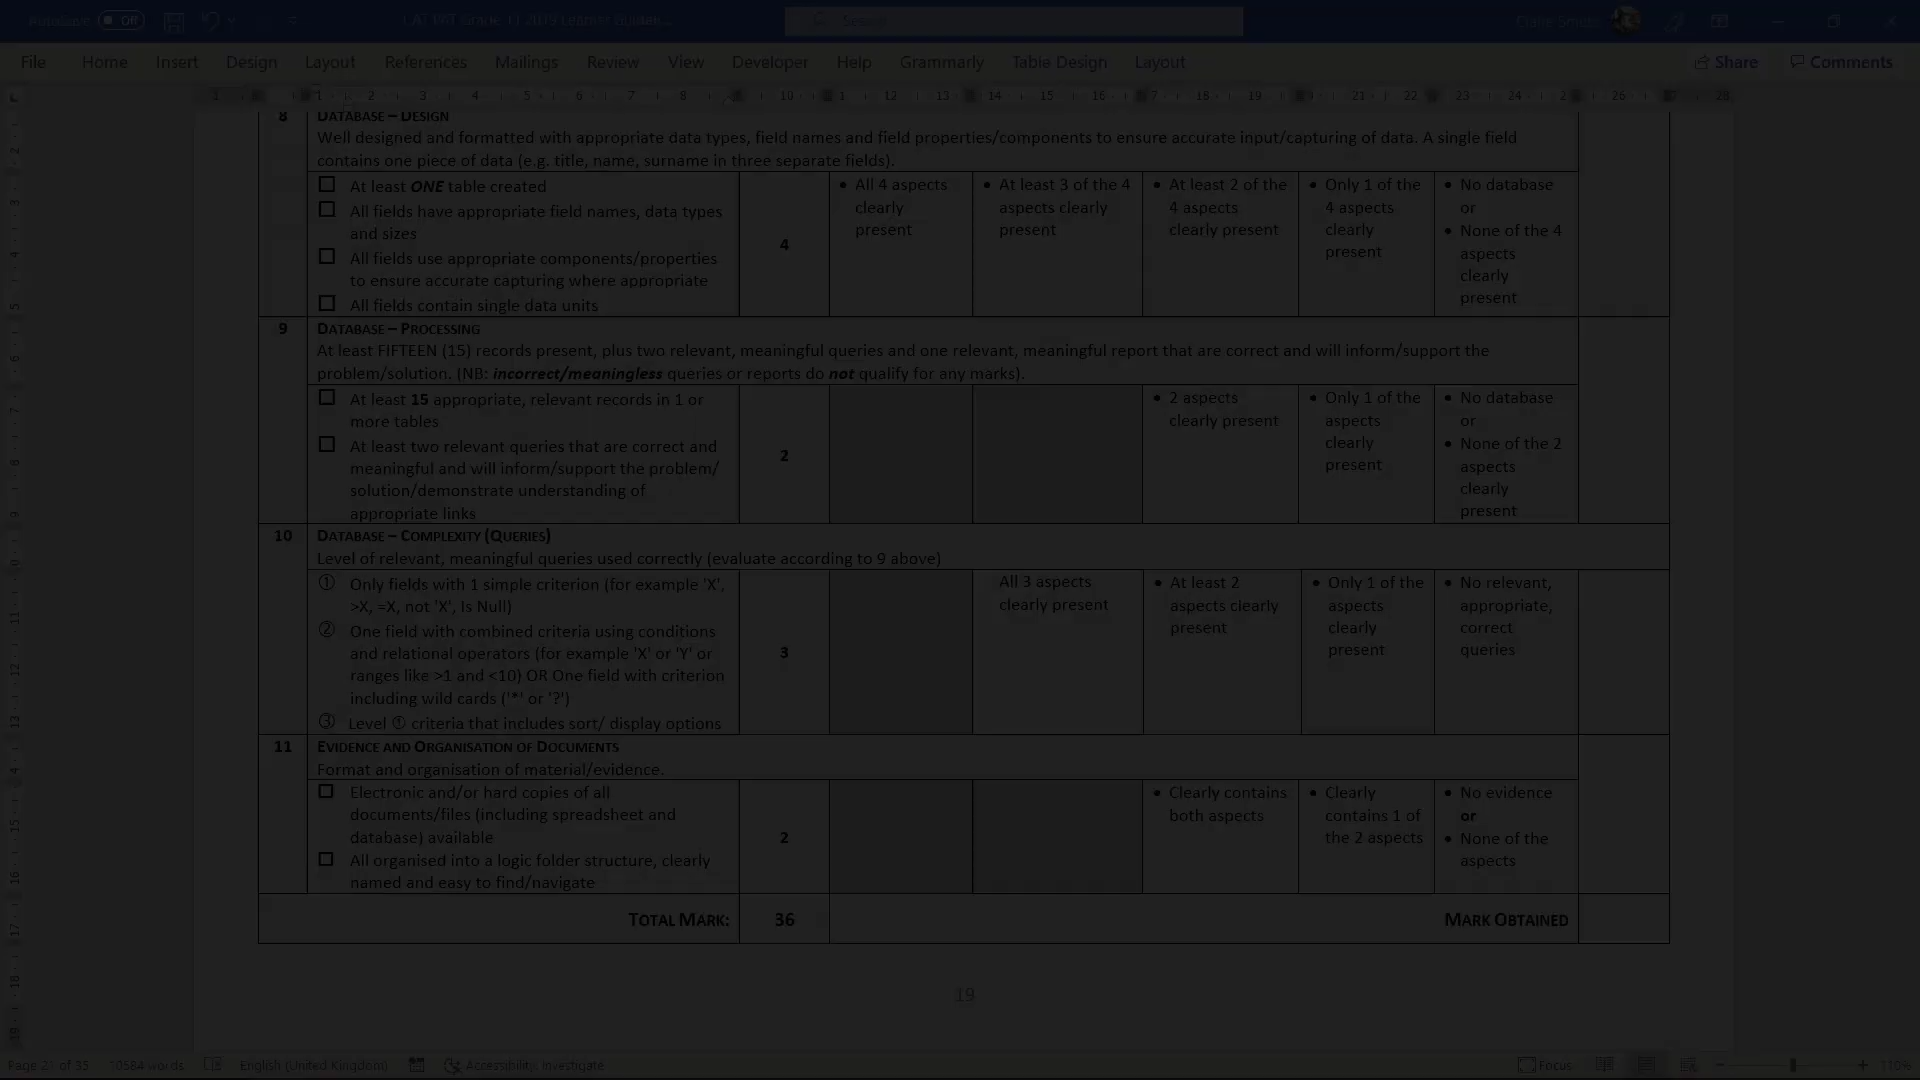 AutoSave Off
LAT PAT Grade 11 2019 Learner Guideli...
Search
File Home Insert Design Layout References Mailings Review View Developer Help Grammarly Table Design Layout Share Comments
8 DATABASE – DESIGN
Well designed and formatted with appropriate data types, field names and field properties/components to ensure accurate input/capturing of data. A single field
contains one piece of data (e.g. title, name, surname in three separate fields).
At least ONE table created
All fields have appropriate field names, data types
and sizes
All fields use appropriate components/properties
to ensure accurate capturing where appropriate
All fields contain single data units
4
• All 4 aspects
clearly
present
• At least 3 of the 4
aspects clearly
present
• At least 2 of the
4 aspects
clearly present
• Only 1 of the
4 aspects
clearly
present
• No database
or
• None of the 4
aspects
clearly
present
9 DATABASE – PROCESSING
At least FIFTEEN (15) records present, plus two relevant, meaningful queries and one relevant, meaningful report that are correct and will inform/support the
problem/solution. (NB: incorrect/meaningless queries or reports do not qualify for any marks).
At least 15 appropriate, relevant records in 1 or
more tables
At least two relevant queries that are correct and
meaningful and will inform/support the problem/
solution/demonstrate understanding of
appropriate links
2
• 2 aspects
clearly present
• Only 1 of the
aspects
clearly
present
• No database
or
• None of the 2
aspects
clearly
present
10 DATABASE – COMPLEXITY (QUERIES)
Level of relevant, meaningful queries used correctly (evaluate according to 9 above)
① Only fields with 1 simple criterion (for example 'X',
>X, =X, not 'X', Is Null)
② One field with combined criteria using conditions
and relational operators (for example 'X' or 'Y' or
ranges like >1 and <10) OR One field with criterion
including wild cards ('*' or '?')
③ Level ① criteria that includes sort/ display options
3
All 3 aspects
clearly present
• At least 2
aspects clearly
present
• Only 1 of the
aspects
clearly
present
• No relevant,
appropriate,
correct
queries
11 EVIDENCE AND ORGANISATION OF DOCUMENTS
Format and organisation of material/evidence.
Electronic and/or hard copies of all
documents/files (including spreadsheet and
database) available
All organised into a logic folder structure, clearly
named and easy to find/navigate
2
• Clearly contains
both aspects
• Clearly
contains 1 of
the 2 aspects
• No evidence
or
• None of the
aspects
TOTAL MARK: 36 MARK OBTAINED
19
English (United Kingdom) Accessibility: Investigate Focus